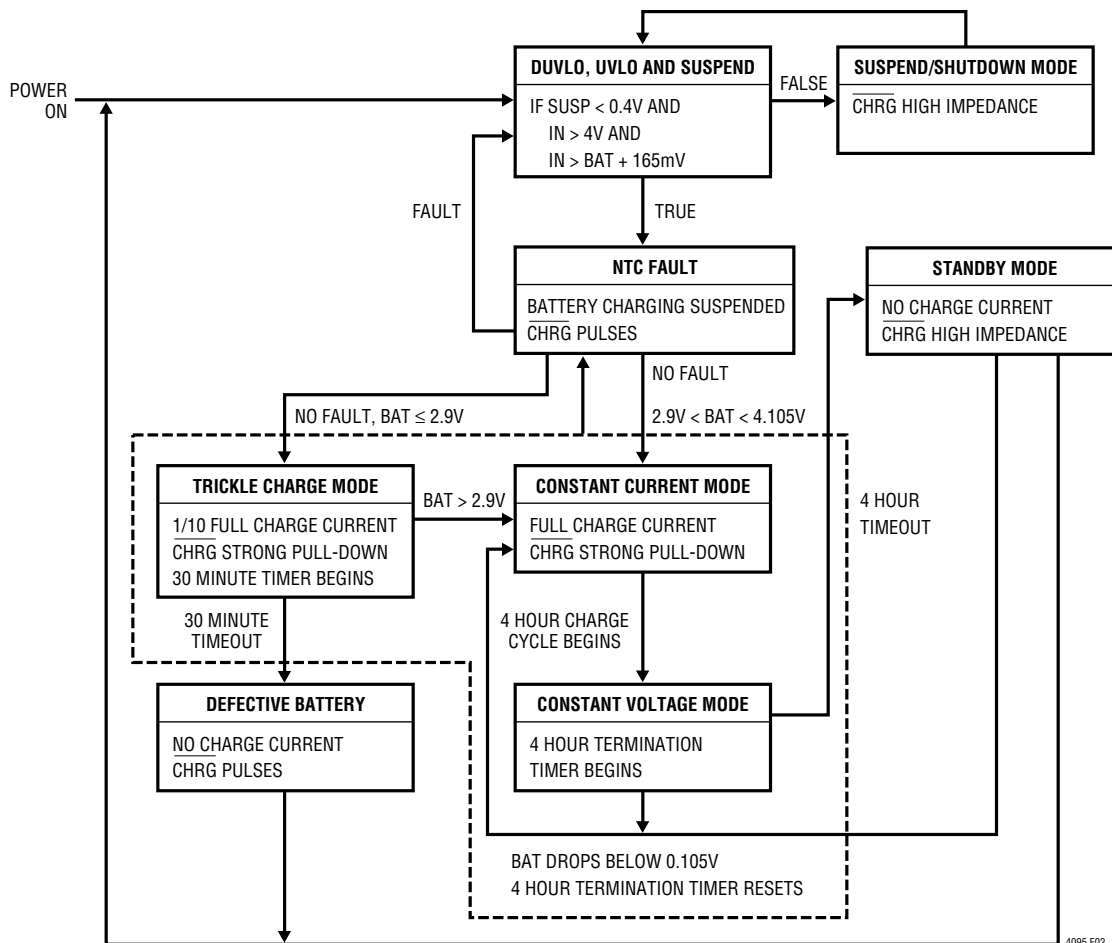 DUVLO, UVLO AND SUSPEND
IF SUSP < 0.4V AND
IN > 4V AND
IN > BAT + 165mV
SUSPEND/SHUTDOWN MODE
CHRG HIGH IMPEDANCE
POWER
ON
FALSE
FAULT
TRUE
NTC FAULT
BATTERY CHARGING SUSPENDED
CHRG PULSES
STANDBY MODE
NO CHARGE CURRENT
CHRG HIGH IMPEDANCE
NO FAULT, BAT ≤ 2.9V
NO FAULT
2.9V < BAT < 4.105V
TRICKLE CHARGE MODE
1/10 FULL CHARGE CURRENT
CHRG STRONG PULL-DOWN
30 MINUTE TIMER BEGINS
BAT > 2.9V
CONSTANT CURRENT MODE
FULL CHARGE CURRENT
CHRG STRONG PULL-DOWN
4 HOUR
TIMEOUT
30 MINUTE
TIMEOUT
4 HOUR CHARGE
CYCLE BEGINS
DEFECTIVE BATTERY
NO CHARGE CURRENT
CHRG PULSES
CONSTANT VOLTAGE MODE
4 HOUR TERMINATION
TIMER BEGINS
BAT DROPS BELOW 0.105V
4 HOUR TERMINATION TIMER RESETS
4095 F02